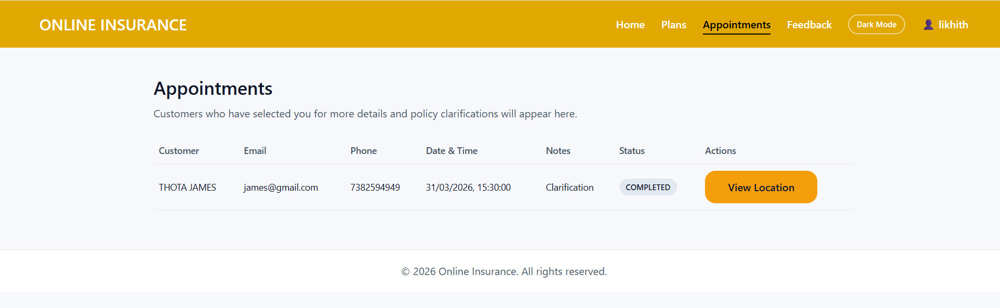 ONLINE INSURANCE Home Plans Appointments Feedback Dark Mode likhith
Appointments
Customers who have selected you for more details and policy clarifications will appear here.
Customer Email Phone Date & Time Notes Status Actions
THOTA JAMES james@gmail.com 7382594949 31/03/2026, 15:30:00 Clarification COMPLETED View Location
© 2026 Online Insurance. All rights reserved.